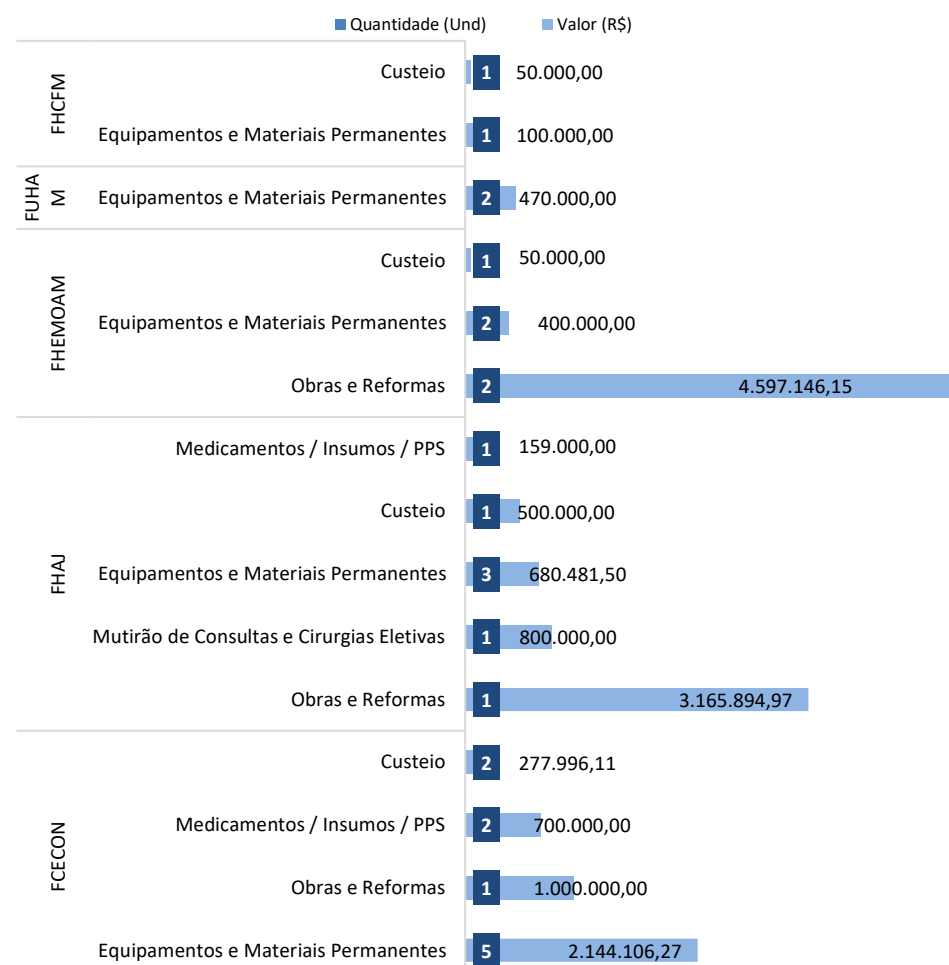 Quantidade (Und) Valor (R$)
FHCFM
Custeio 1 50.000,00
Equipamentos e Materiais Permanentes 1 100.000,00
FUHA
M
Equipamentos e Materiais Permanentes 2 470.000,00
FHEMOAM
Custeio 1 50.000,00
Equipamentos e Materiais Permanentes 2 400.000,00
Obras e Reformas 2 4.597.146,15
FHAJ
Medicamentos / Insumos / PPS 1 159.000,00
Custeio 1 500.000,00
Equipamentos e Materiais Permanentes 3 680.481,50
Mutirão de Consultas e Cirurgias Eletivas 1 800.000,00
Obras e Reformas 1 3.165.894,97
FCECON
Custeio 2 277.996,11
Medicamentos / Insumos / PPS 2 700.000,00
Obras e Reformas 1 1.000.000,00
Equipamentos e Materiais Permanentes 5 2.144.106,27